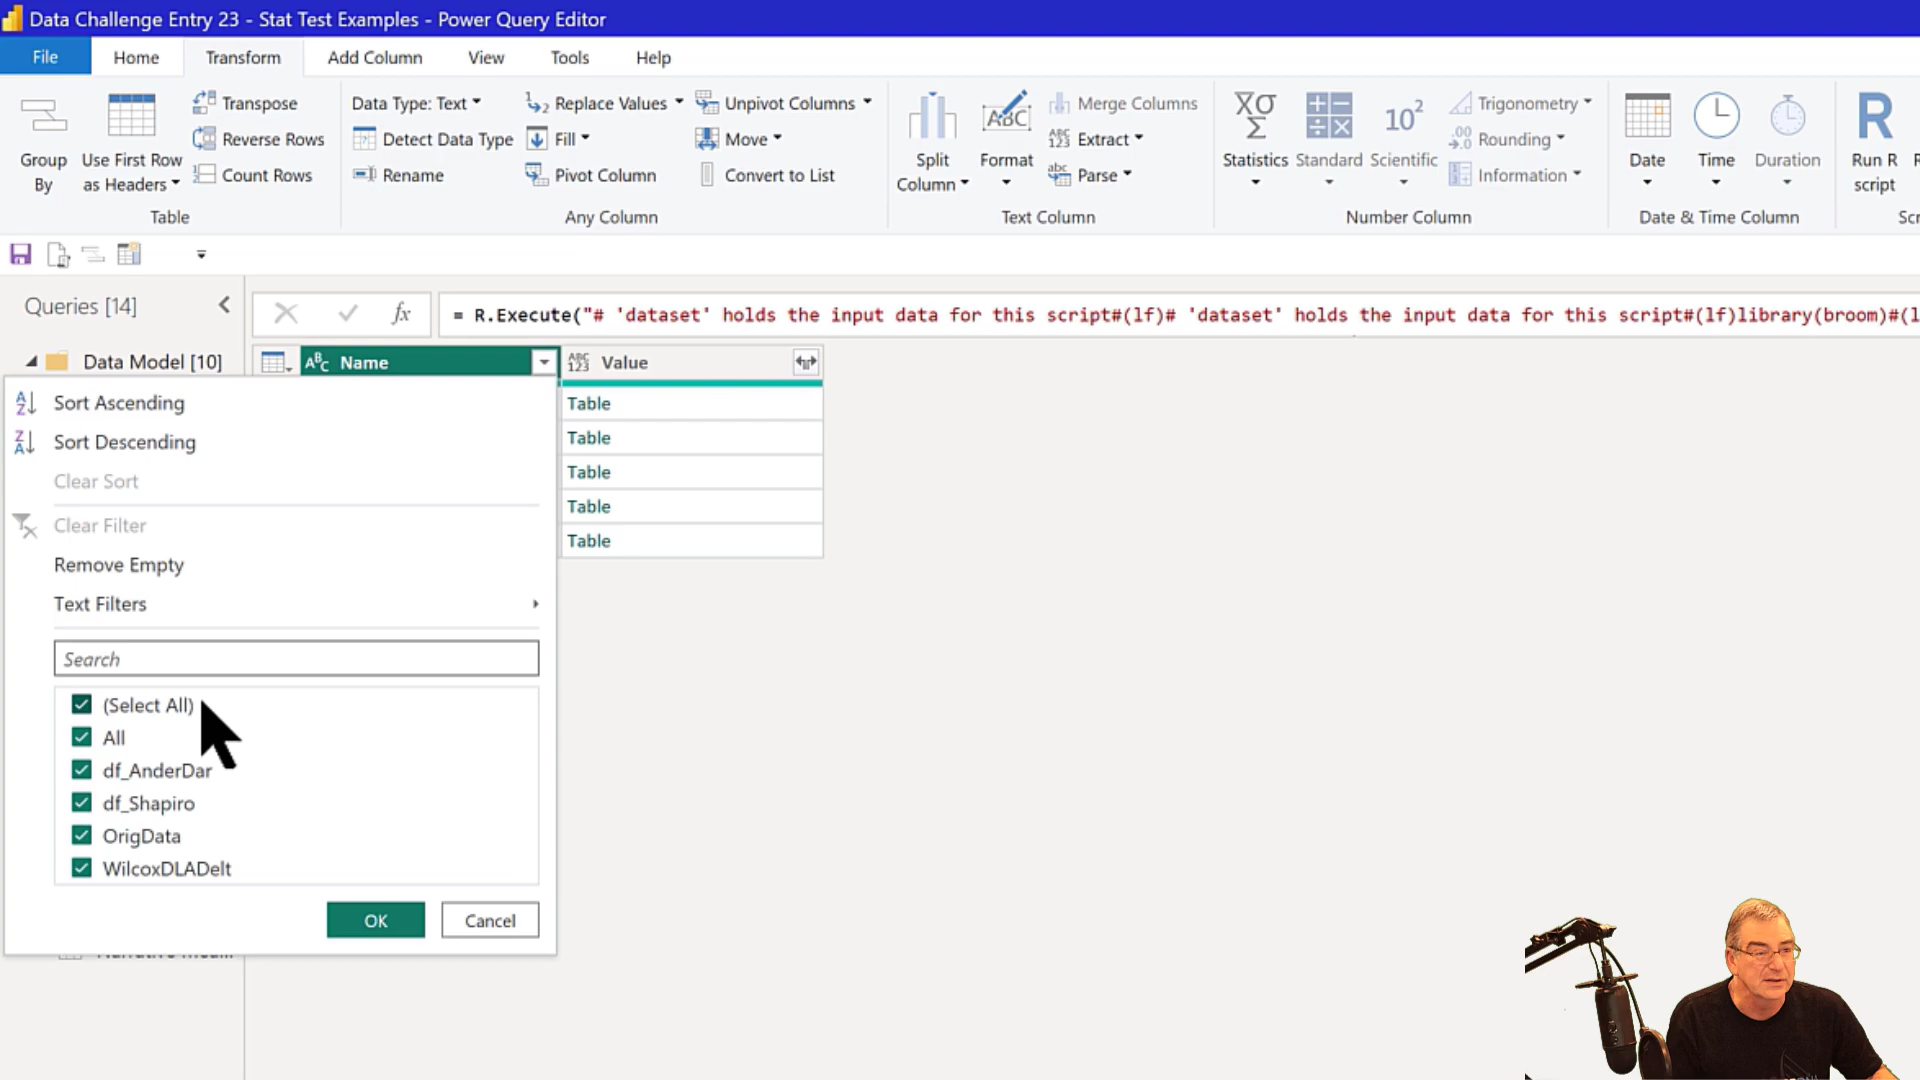 Data Challenge Entry 23 - Stat Test Examples - Power Query Editor
File Home Transform Add Column View Tools Help
Group By
Use First Row as Headers
Transpose
Reverse Rows
Count Rows
Table
Data Type: Text
Detect Data Type
Rename
Replace Values
Fill
Pivot Column
Unpivot Columns
Move
Convert to List
Any Column
Split Column
Format
Merge Columns
Extract
Parse
Text Column
Statistics
Standard
Scientific
Trigonometry
Rounding
Information
Number Column
Date
Time
Duration
Date & Time Column
Run R script
Queries [14]
fx
= R.Execute("# 'dataset' holds the input data for this script#(lf)# 'dataset' holds the input data for this script#(lf)library(broom)#(l
Data Model [10]
Name
Value
Table
Table
Table
Table
Table
Sort Ascending
Sort Descending
Clear Sort
Clear Filter
Remove Empty
Text Filters
Search
(Select All)
All
df_AnderDar
df_Shapiro
OrigData
WilcoxDLADelt
OK
Cancel